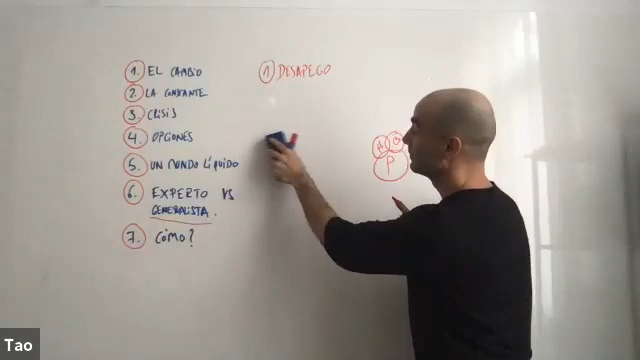 1. EL CAMBIO
2. LA CONSTANTE
3. CRISIS
4. OPCIONES
5. UN MUNDO LÍQUIDO
6. EXPERTO VS
GENERALISTA.
7. CÓMO?
1 DESAPEGO
A
P
Tao